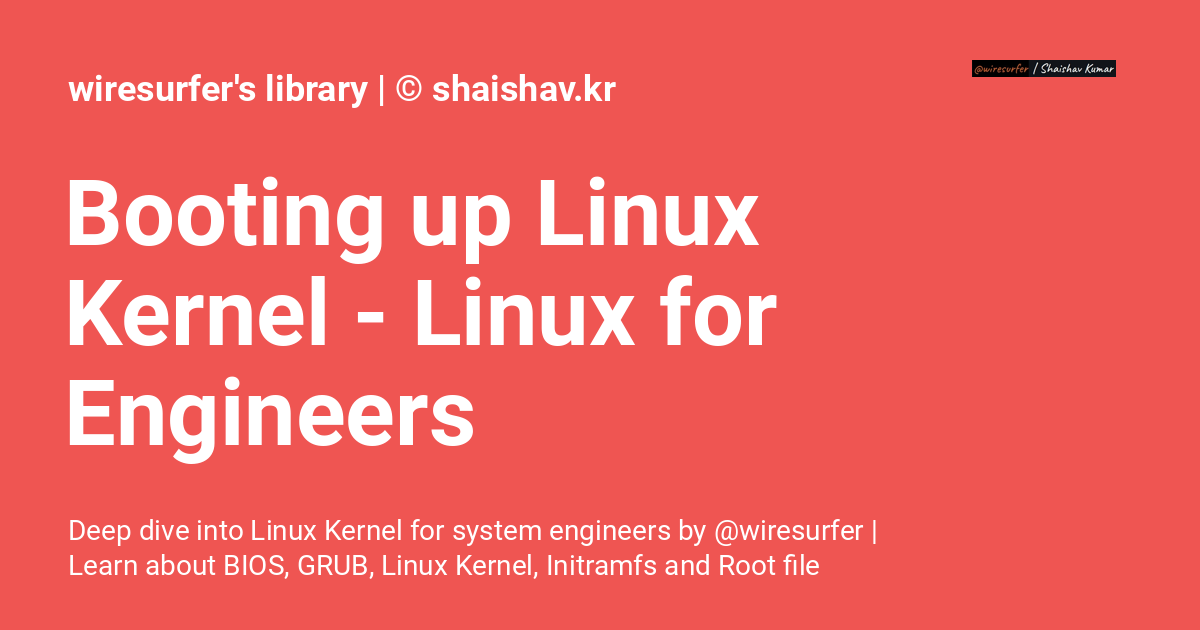 wiresurfer's library | © shaishav.kr
@wiresurfer / Shaishav Kumar
Booting up Linux
Kernel - Linux for
Engineers
Deep dive into Linux Kernel for system engineers by @wiresurfer |
Learn about BIOS, GRUB, Linux Kernel, Initramfs and Root file